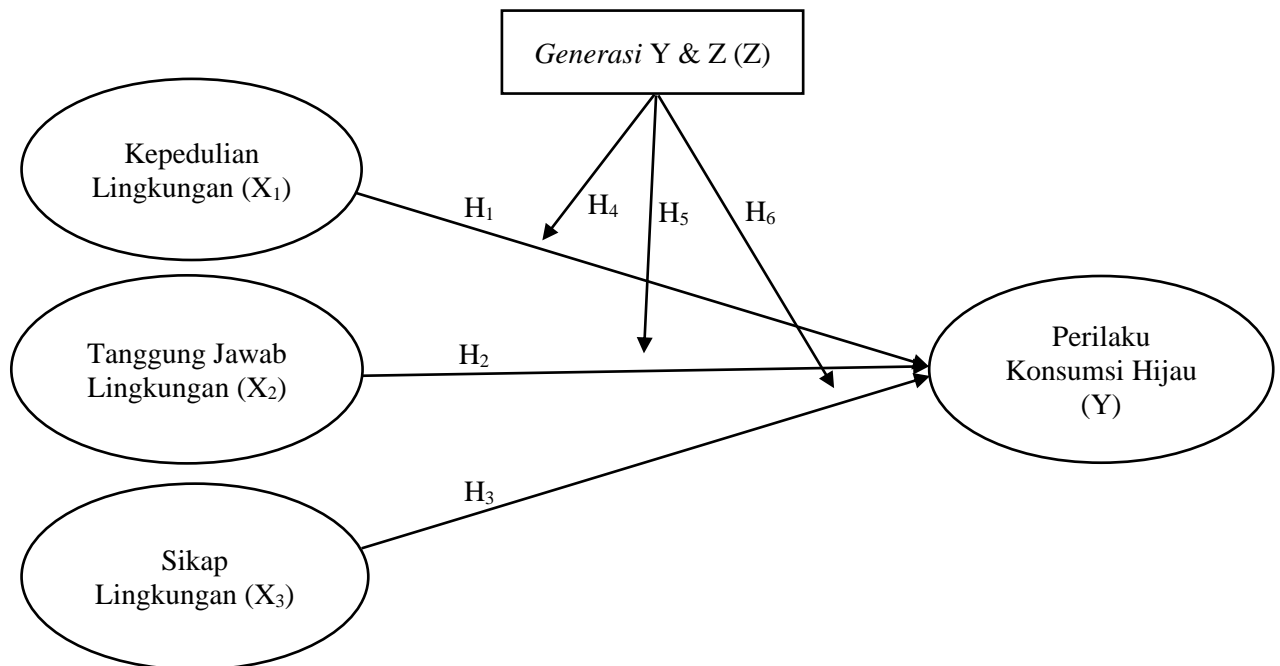 Generasi Y & Z (Z)
Kepedulian
Lingkungan (X₁)
H₁
H₄
H₅
H₆
Tanggung Jawab
Lingkungan (X₂)
H₂
Perilaku
Konsumsi Hijau
(Y)
H₃
Sikap
Lingkungan (X₃)